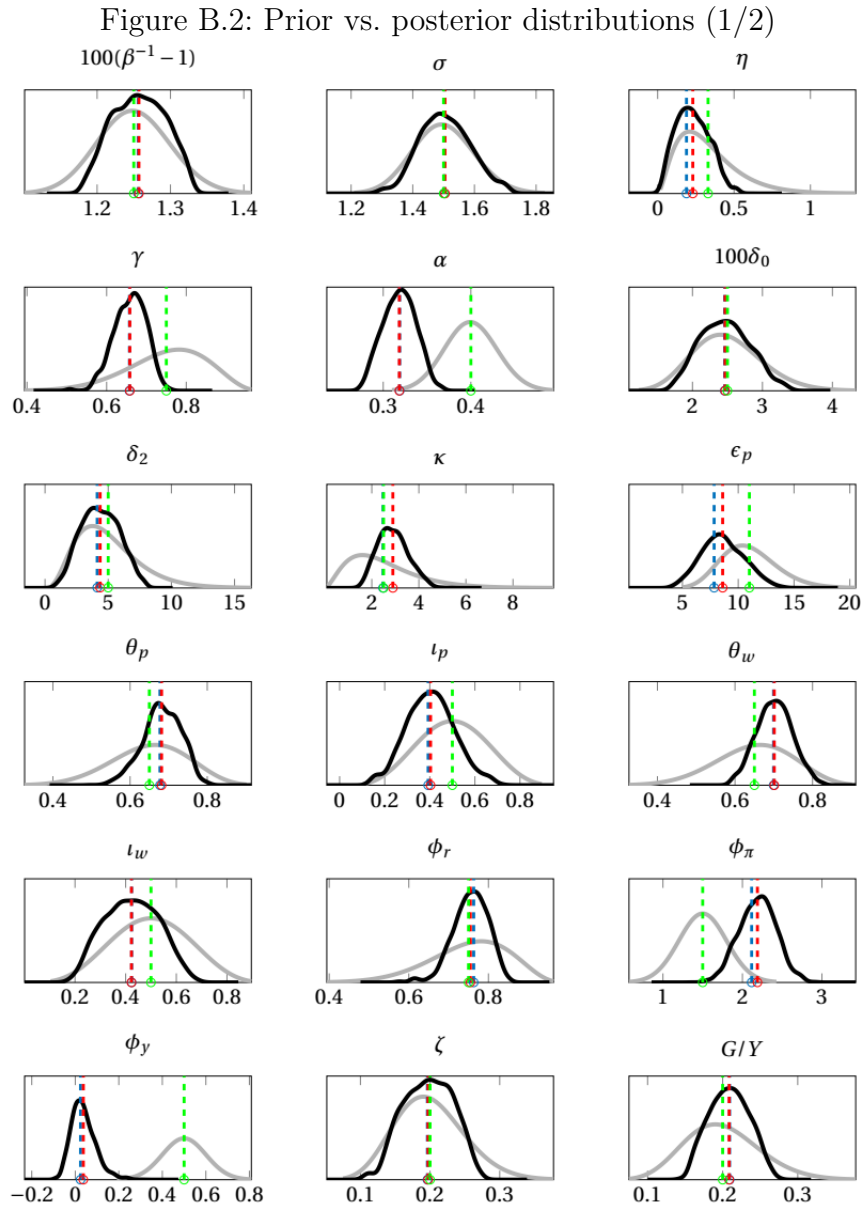 Figure B.2: Prior vs. posterior distributions (1/2)
100(β⁻¹ − 1) σ η
1.2 1.3 1.4 1.2 1.4 1.6 1.8 0 0.5 1
γ α 100δ₀
0.4 0.6 0.8 0.3 0.4 2 3 4
δ₂ κ ϵₚ
0 5 10 15 2 4 6 8 5 10 15 20
θₚ ιₚ θ_w
0.4 0.6 0.8 0 0.2 0.4 0.6 0.8 0.4 0.6 0.8
ι_w ϕᵣ ϕ_π
0.2 0.4 0.6 0.8 0.4 0.6 0.8 1 2 3
ϕ_y ζ G/Y
−0.2 0 0.2 0.4 0.6 0.8 0.1 0.2 0.3 0.1 0.2 0.3